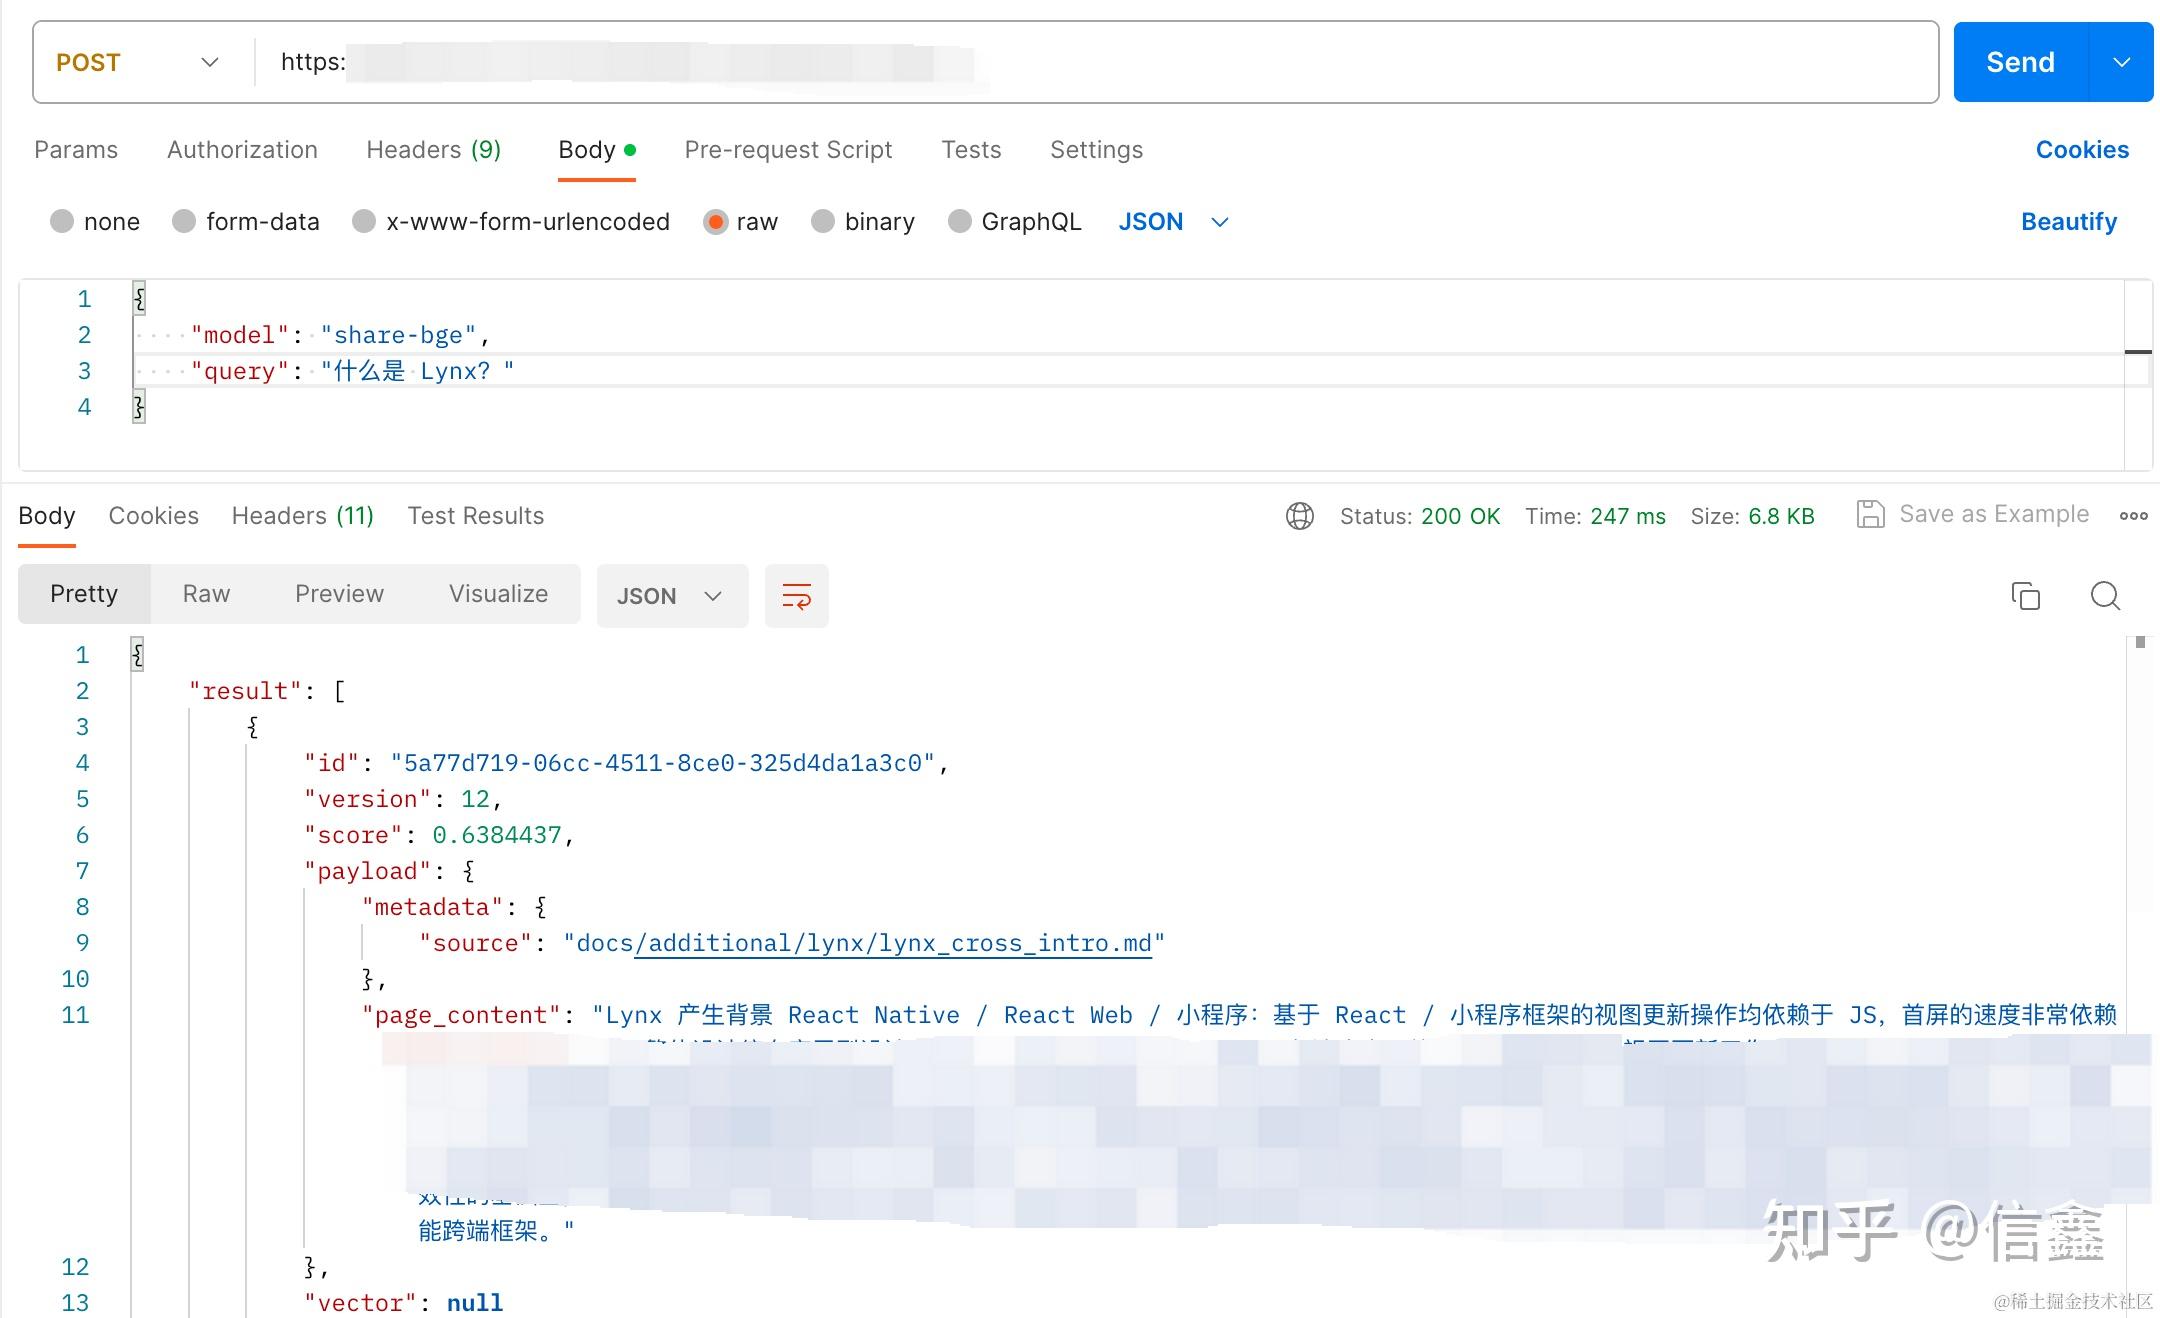 POST https: Send
Params Authorization Headers (9) Body Pre-request Script Tests Settings Cookies
none form-data x-www-form-urlencoded raw binary GraphQL JSON Beautify
1 {
2 "model": "share-bge",
3 "query": "什么是 Lynx? "
4 }
Body Cookies Headers (11) Test Results Status: 200 OK Time: 247 ms Size: 6.8 KB Save as Example
Pretty Raw Preview Visualize JSON
1 {
2 "result": [
3 {
4 "id": "5a77d719-06cc-4511-8ce0-325d4da1a3c0",
5 "version": 12,
6 "score": 0.6384437,
7 "payload": {
8 "metadata": {
9 "source": "docs/additional/lynx/lynx_cross_intro.md"
10 },
11 "page_content": "Lynx 产生背景 React Native / React Web / 小程序：基于 React / 小程序框架的视图更新操作均依赖于 JS，首屏的速度非常依赖
能跨端框架。"
12 },
13 "vector": null
知乎 @信鑫
@稀土掘金技术社区